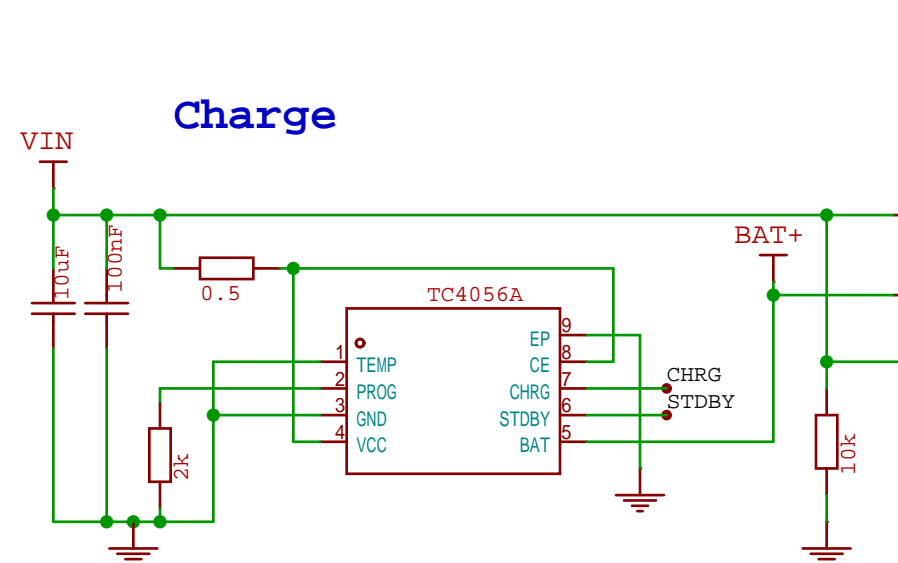 Charge
VIN
10uF
100nF
0.5
BAT+
TC4056A
1
TEMP
2
PROG
3
GND
4
VCC
9
EP
8
CE
7
CHRG
6
STDBY
5
BAT
CHRG
STDBY
2k
10k